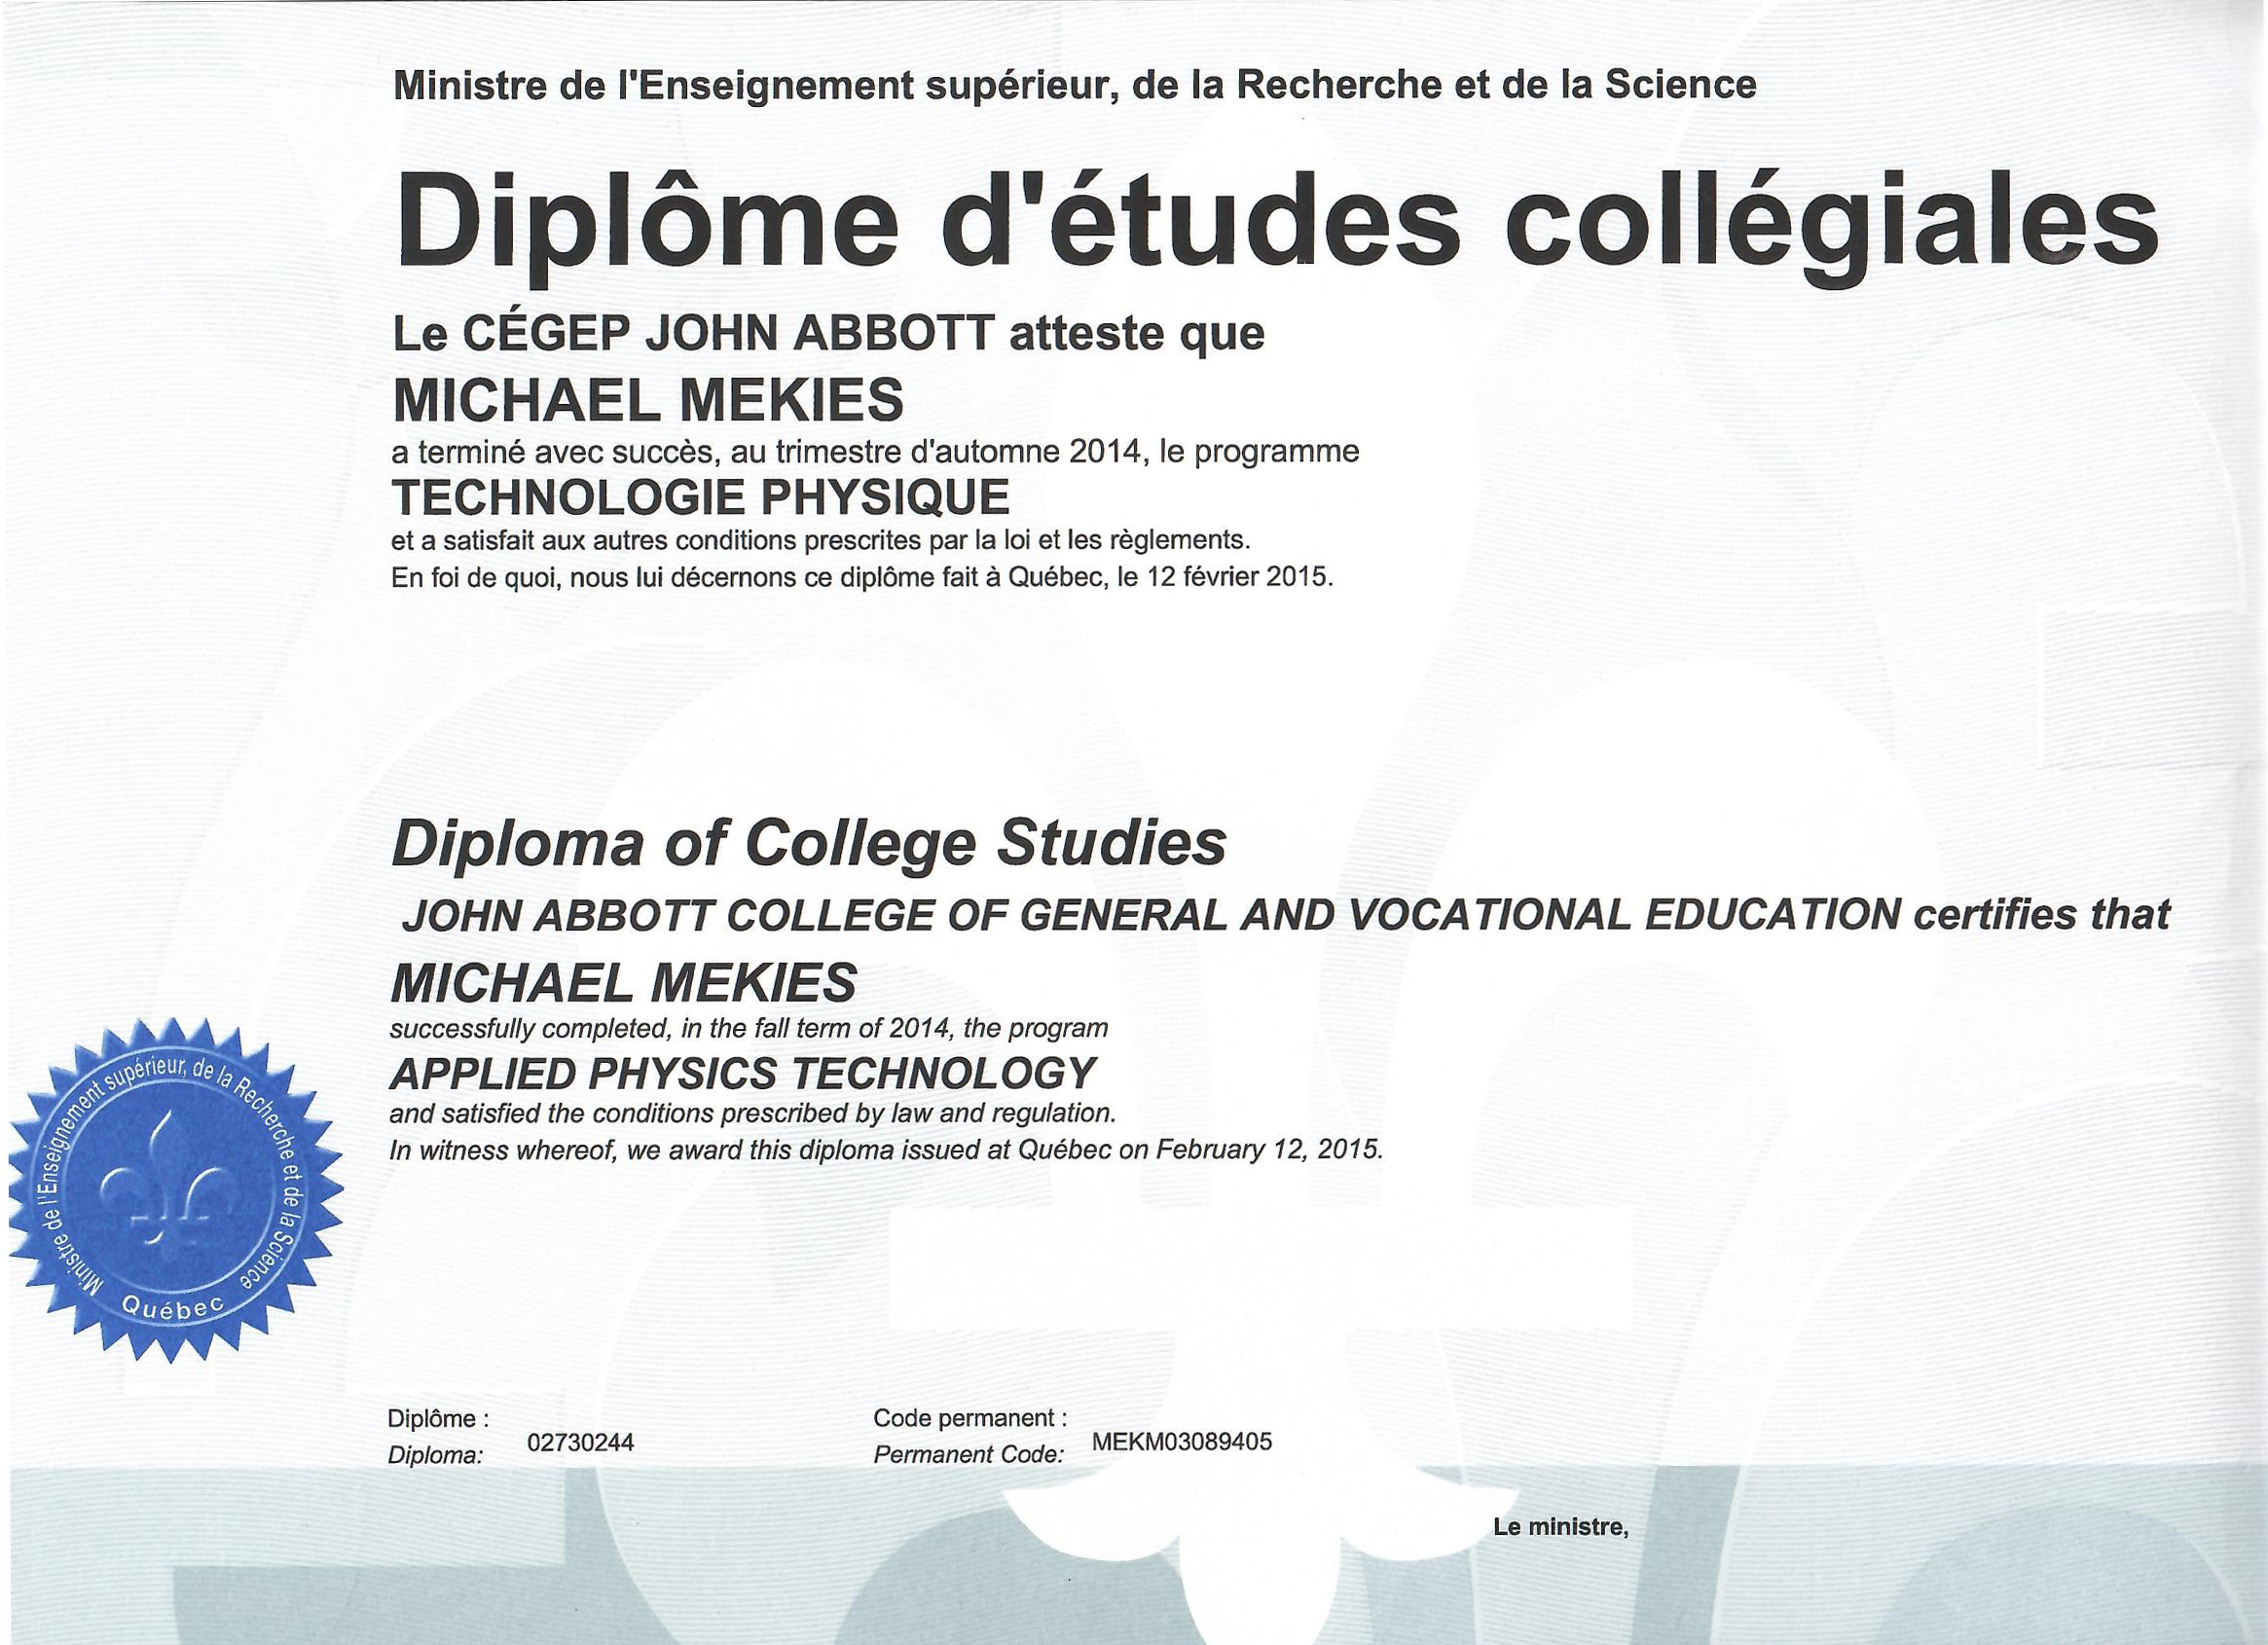 Ministre de l'Enseignement supérieur, de la Recherche et de la Science
Diplôme d'études collégiales
Le CÉGEP JOHN ABBOTT atteste que
MICHAEL MEKIES
a terminé avec succès, au trimestre d'automne 2014, le programme
TECHNOLOGIE PHYSIQUE
et a satisfait aux autres conditions prescrites par la loi et les règlements.
En foi de quoi, nous lui décernons ce diplôme fait à Québec, le 12 février 2015.
Diploma of College Studies
JOHN ABBOTT COLLEGE OF GENERAL AND VOCATIONAL EDUCATION certifies that
MICHAEL MEKIES
successfully completed, in the fall term of 2014, the program
APPLIED PHYSICS TECHNOLOGY
and satisfied the conditions prescribed by law and regulation.
In witness whereof, we award this diploma issued at Québec on February 12, 2015.
Ministre de l'Enseignement supérieur, de la Recherche et de la Science
Québec
Diplôme :
Diploma: 02730244
Code permanent :
Permanent Code: MEKM03089405
Le ministre,